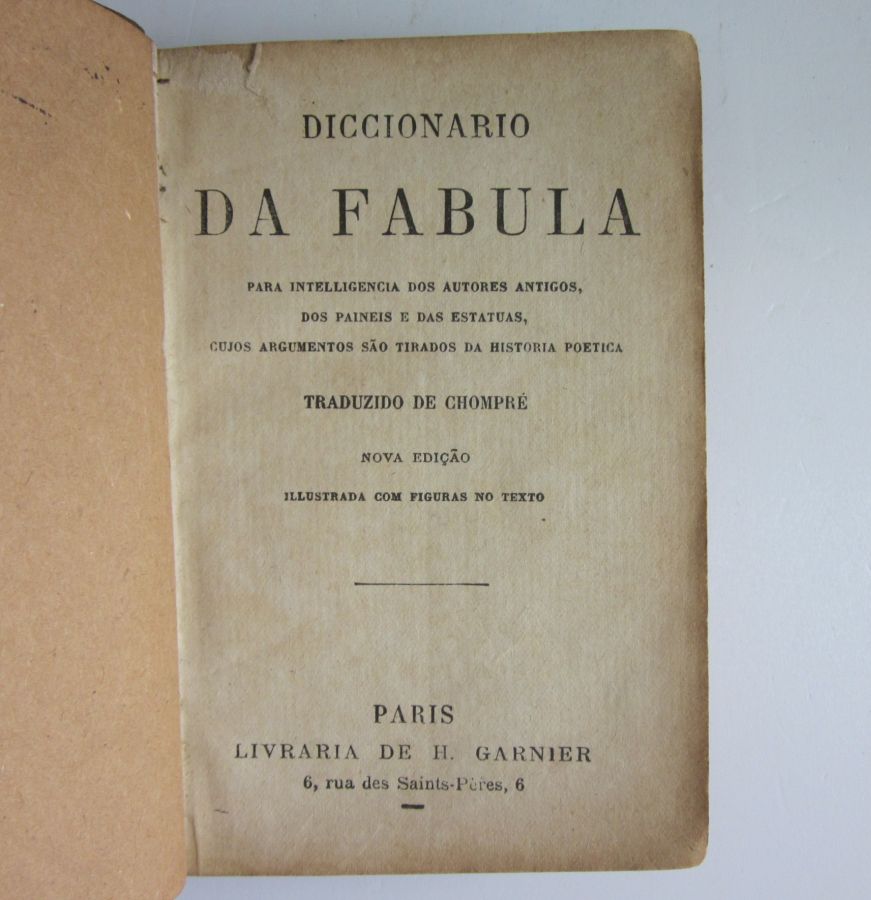 DICCIONARIO
DA FABULA
PARA INTELLIGENCIA DOS AUTORES ANTIGOS,
DOS PAINEIS E DAS ESTATUAS,
CUJOS ARGUMENTOS SÃO TIRADOS DA HISTORIA POETICA
TRADUZIDO DE CHOMPRÉ
NOVA EDIÇÃO
ILLUSTRADA COM FIGURAS NO TEXTO
PARIS
LIVRARIA DE H. GARNIER
6, rua des Saints-Pères, 6